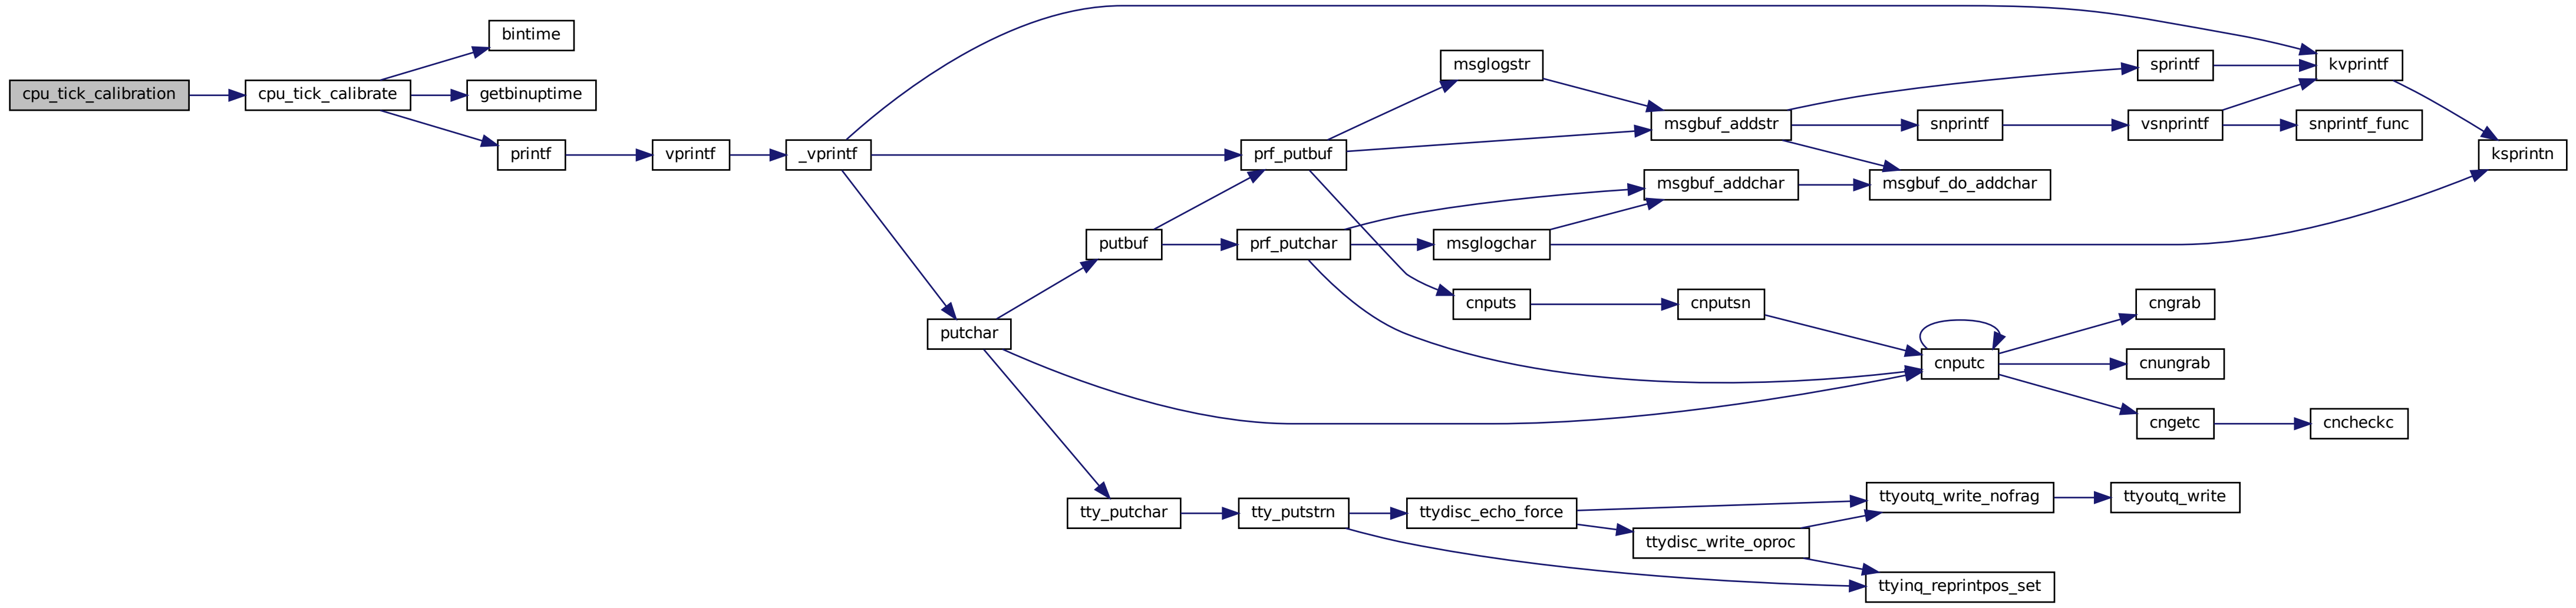 cpu_tick_calibration
cpu_tick_calibrate
bintime
getbinuptime
printf
vprintf
_vprintf
prf_putbuf
putbuf
putchar
prf_putchar
tty_putchar
tty_putstrn
msglogstr
msglogchar
cnputs
ttydisc_echo_force
msgbuf_addstr
msgbuf_addchar
cnputsn
ttydisc_write_oproc
snprintf
msgbuf_do_addchar
cnputc
ttyoutq_write_nofrag
ttyinq_reprintpos_set
sprintf
vsnprintf
cngrab
cnungrab
cngetc
ttyoutq_write
kvprintf
snprintf_func
cncheckc
ksprintn